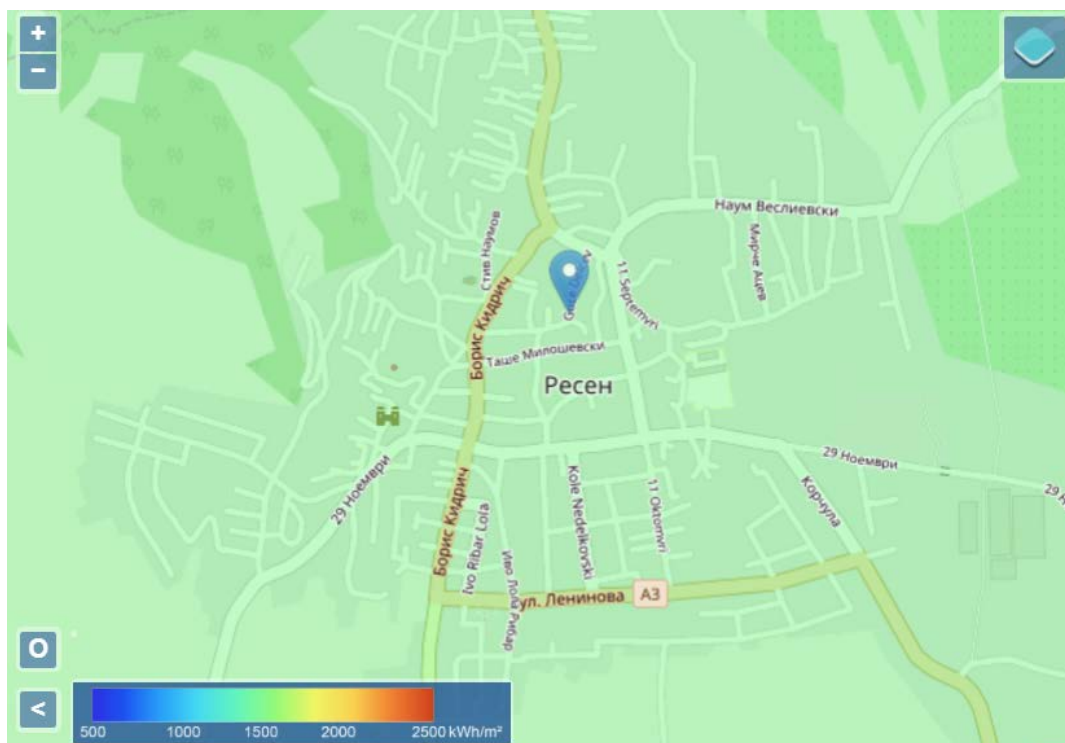 +
−
Наум Веслиевски
Стив Наумов
Мирче Ацев
11 Septemvri
Борис Кидрич
Таше Милошевски
Ресен
29 Ноември
29 Ноември
Корчула
Борис Кидрич
Kole Nedelkovski
11 Oktomvri
Ivo Ribar Lola
Иво Лола Рибар
ул. Ленинова
A3
O
<
500 1000 1500 2000 2500 kWh/m²